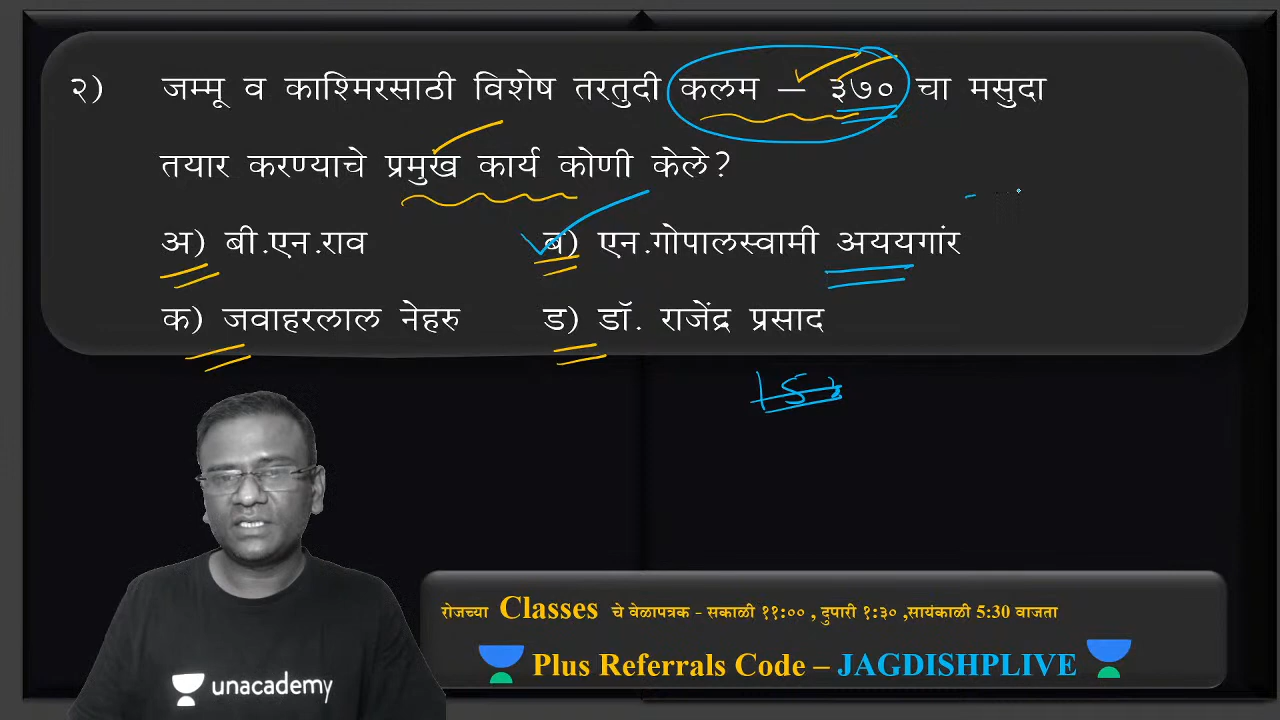 २) जम्मू व काश्मिरसाठी विशेष तरतुदी कलम – ३७० चा मसुदा
तयार करण्याचे प्रमुख कार्य कोणी केले?
अ) बी.एन.राव ब) एन.गोपालस्वामी अययगांर
क) जवाहरलाल नेहरु ड) डॉ. राजेंद्र प्रसाद
unacademy
रोजच्या Classes चे वेळापत्रक - सकाळी ११:०० , दुपारी १:३० ,सायंकाळी 5:30 वाजता
Plus Referrals Code – JAGDISHPLIVE